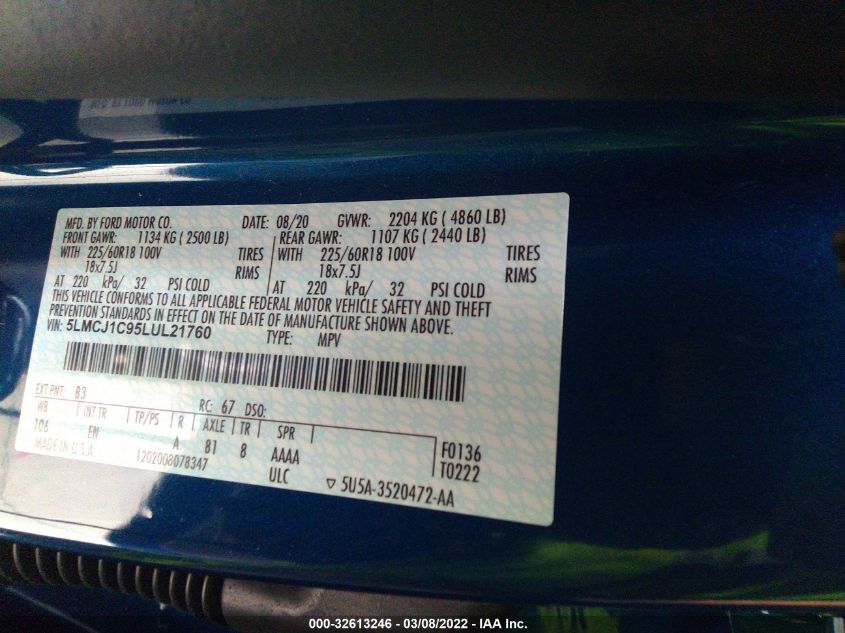 MFD. BY FORD MOTOR CO. DATE: 08/20 GVWR: 2204 KG ( 4860 LB)
FRONT GAWR: 1134 KG ( 2500 LB) REAR GAWR: 1107 KG ( 2440 LB)
WITH 225/60R18 100V TIRES WITH 225/60R18 100V TIRES
18x7.5J RIMS 18x7.5J RIMS
AT 220 kPa/ 32 PSI COLD AT 220 kPa/ 32 PSI COLD
THIS VEHICLE CONFORMS TO ALL APPLICABLE FEDERAL MOTOR VEHICLE SAFETY AND THEFT
PREVENTION STANDARDS IN EFFECT ON THE DATE OF MANUFACTURE SHOWN ABOVE.
VIN: 5LMCJ1C95LUL21760 TYPE: MPV
EXT PNT: B3 RC: 67 DSO:
WB INT TR TP/PS R AXLE TR SPR
106 EN A 81 8 AAAA F0136
MADE IN U.S.A 1202008078347 ULC T0222
▽ 5U5A-3520472-AA
000-32613246 - 03/08/2022 - IAA Inc.